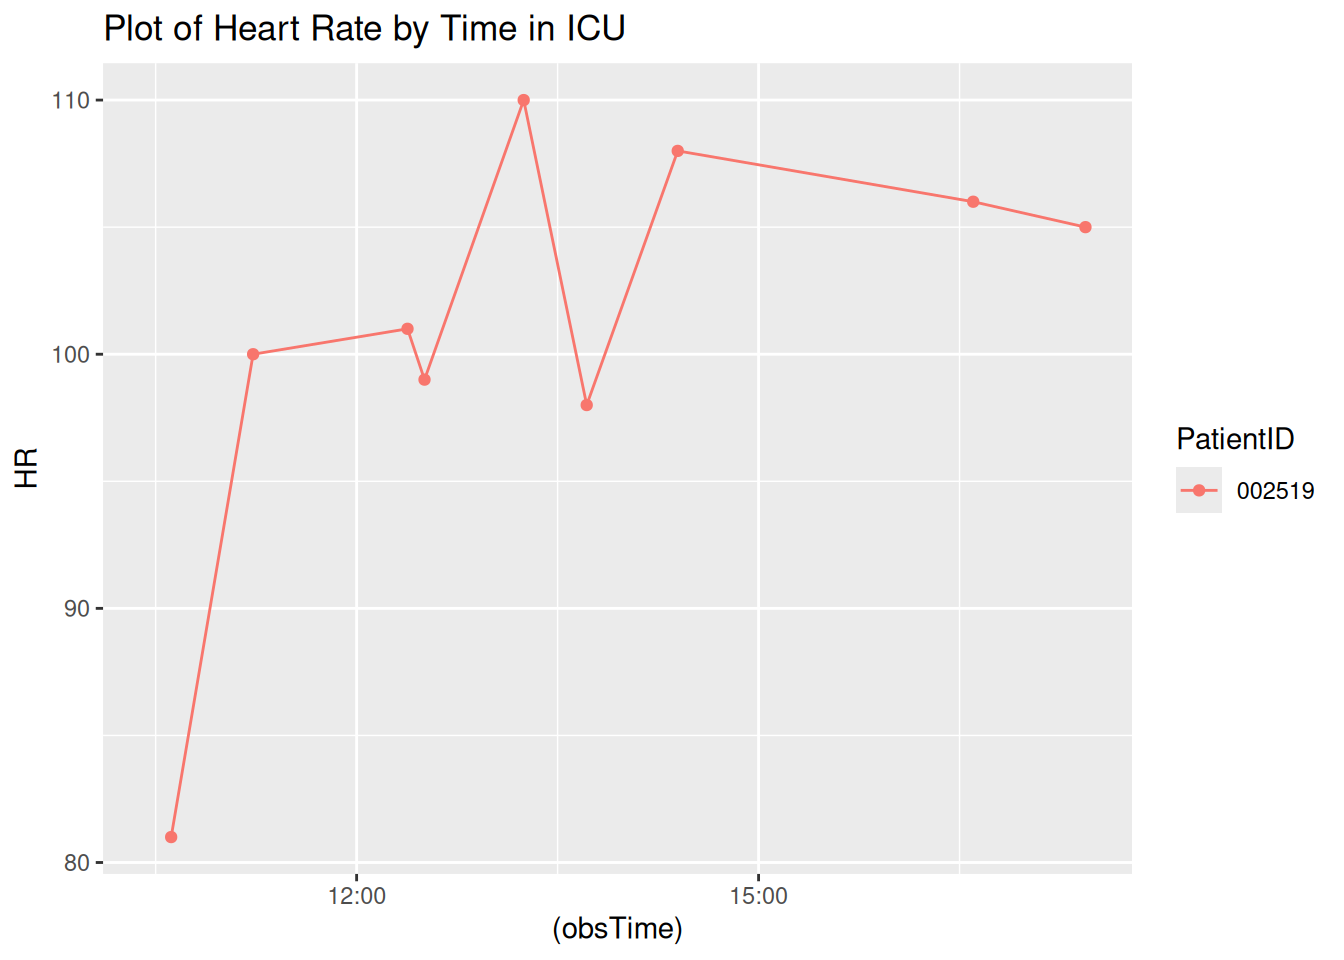 Plot of Heart Rate by Time in ICU
110
100
90
80
HR
12:00
15:00
(obsTime)
PatientID
002519